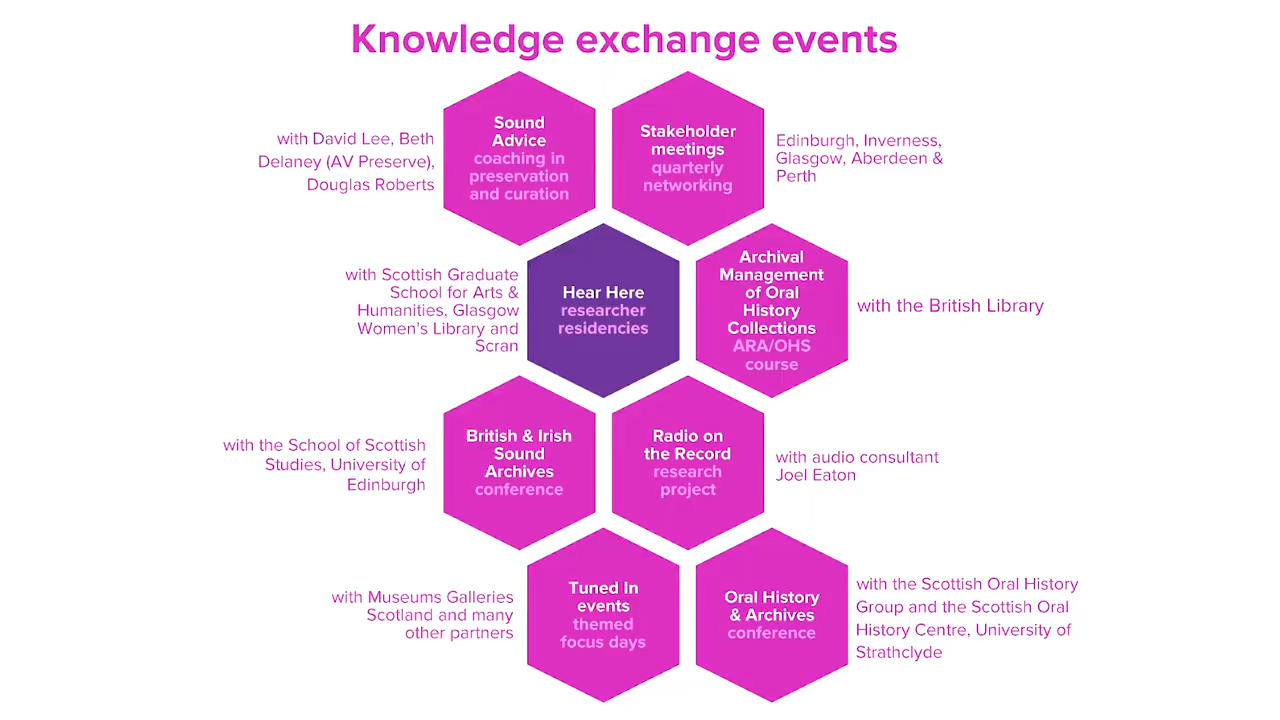 Knowledge exchange events
with David Lee, Beth
Delaney (AV Preserve),
Douglas Roberts
Sound
Advice
coaching in
preservation
and curation
Stakeholder
meetings
quarterly
networking
Edinburgh, Inverness,
Glasgow, Aberdeen &
Perth
with Scottish Graduate
School for Arts &
Humanities, Glasgow
Women's Library and
Scran
Hear Here
researcher
residencies
Archival
Management
of Oral
History
Collections
ARA/OHS
course
with the British Library
with the School of Scottish
Studies, University of
Edinburgh
British & Irish
Sound
Archives
conference
Radio on
the Record
research
project
with audio consultant
Joel Eaton
with Museums Galleries
Scotland and many
other partners
Tuned In
events
themed
focus days
Oral History
& Archives
conference
with the Scottish Oral History
Group and the Scottish Oral
History Centre, University of
Strathclyde